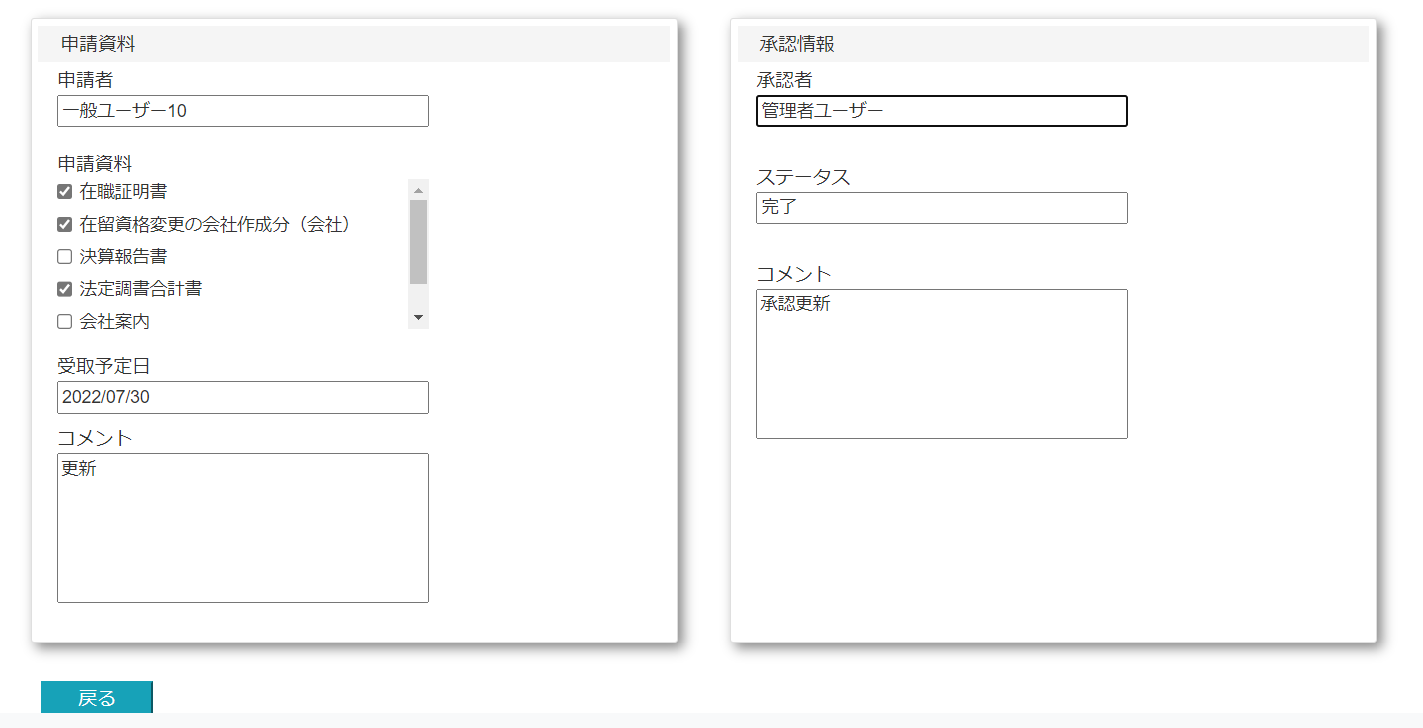 申請資料
申請者
一般ユーザー10
申請資料
在職証明書
在留資格変更の会社作成分（会社）
決算報告書
法定調書合計書
会社案内
受取予定日
2022/07/30
コメント
更新
承認情報
承認者
管理者ユーザー
ステータス
完了
コメント
承認更新
戻る